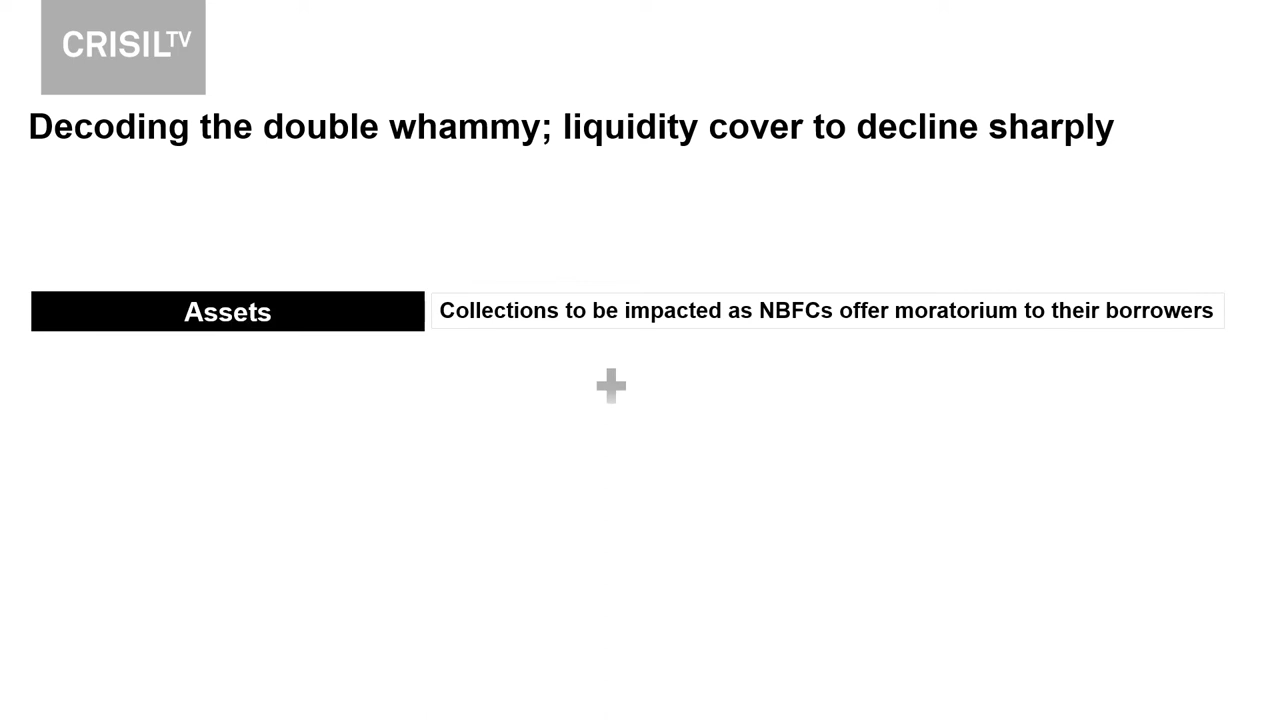 CRISILTV
Decoding the double whammy; liquidity cover to decline sharply
Assets
Collections to be impacted as NBFCs offer moratorium to their borrowers
+